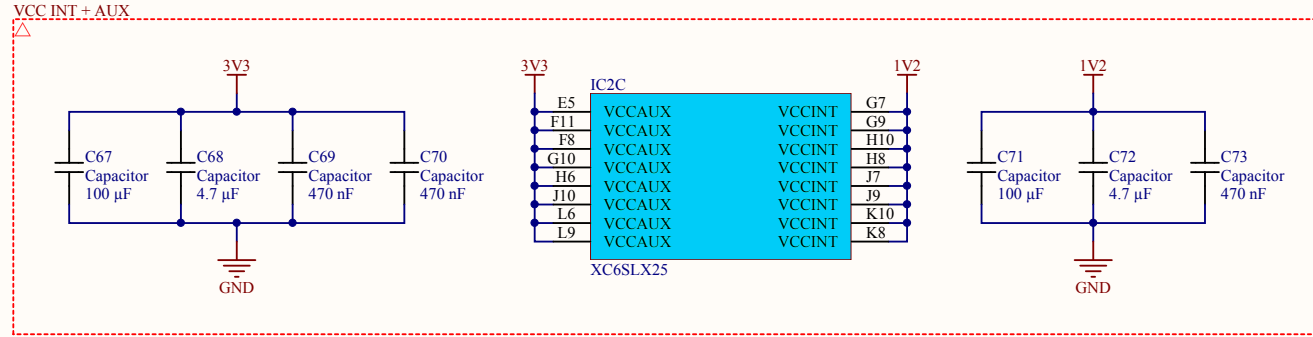 VCC INT + AUX
3V3
C67
Capacitor
100 µF
C68
Capacitor
4.7 µF
C69
Capacitor
470 nF
C70
Capacitor
470 nF
GND
3V3
IC2C
E5 VCCAUX VCCINT G7
F11 VCCAUX VCCINT G9
F8 VCCAUX VCCINT H10
G10 VCCAUX VCCINT H8
H6 VCCAUX VCCINT J7
J10 VCCAUX VCCINT J9
L6 VCCAUX VCCINT K10
L9 VCCAUX VCCINT K8
XC6SLX25
1V2
1V2
C71
Capacitor
100 µF
C72
Capacitor
4.7 µF
C73
Capacitor
470 nF
GND